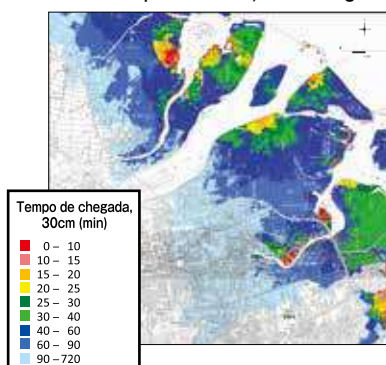 Tempo de chegada,
30cm (min)
0 – 10
10 – 15
15 – 20
20 – 25
25 – 30
30 – 40
40 – 60
60 – 90
90 –720